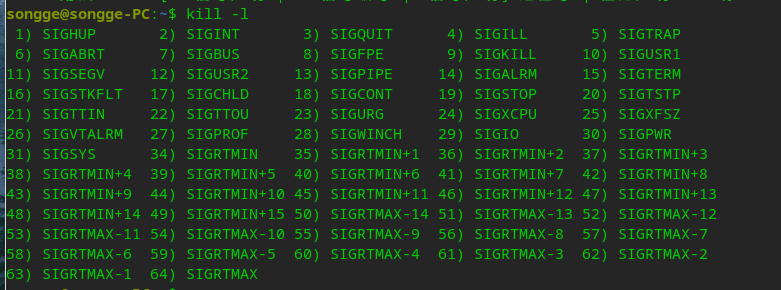 songge@songge-PC:~$ kill -l
1) SIGHUP 2) SIGINT 3) SIGQUIT 4) SIGILL 5) SIGTRAP
6) SIGABRT 7) SIGBUS 8) SIGFPE 9) SIGKILL 10) SIGUSR1
11) SIGSEGV 12) SIGUSR2 13) SIGPIPE 14) SIGALRM 15) SIGTERM
16) SIGSTKFLT 17) SIGCHLD 18) SIGCONT 19) SIGSTOP 20) SIGTSTP
21) SIGTTIN 22) SIGTTOU 23) SIGURG 24) SIGXCPU 25) SIGXFSZ
26) SIGVTALRM 27) SIGPROF 28) SIGWINCH 29) SIGIO 30) SIGPWR
31) SIGSYS 34) SIGRTMIN 35) SIGRTMIN+1 36) SIGRTMIN+2 37) SIGRTMIN+3
38) SIGRTMIN+4 39) SIGRTMIN+5 40) SIGRTMIN+6 41) SIGRTMIN+7 42) SIGRTMIN+8
43) SIGRTMIN+9 44) SIGRTMIN+10 45) SIGRTMIN+11 46) SIGRTMIN+12 47) SIGRTMIN+13
48) SIGRTMIN+14 49) SIGRTMIN+15 50) SIGRTMAX-14 51) SIGRTMAX-13 52) SIGRTMAX-12
53) SIGRTMAX-11 54) SIGRTMAX-10 55) SIGRTMAX-9 56) SIGRTMAX-8 57) SIGRTMAX-7
58) SIGRTMAX-6 59) SIGRTMAX-5 60) SIGRTMAX-4 61) SIGRTMAX-3 62) SIGRTMAX-2
63) SIGRTMAX-1 64) SIGRTMAX